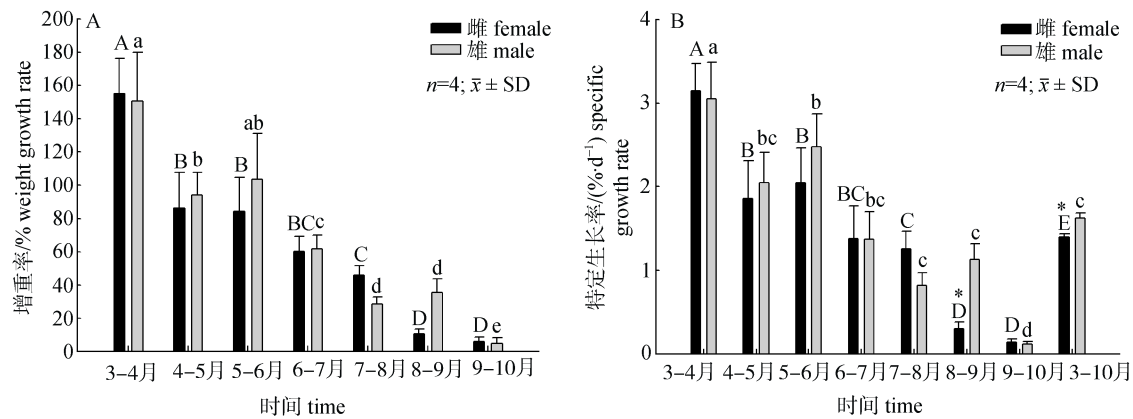 A
雌 female
雄 male
n=4; x̄ ± SD
增重率/% weight growth rate
200
180
160
140
120
100
80
60
40
20
0
A a
B b
B ab
BC c
C d
D d
D e
3–4月 4–5月 5–6月 6–7月 7–8月 8–9月 9–10月
时间 time
B
雌 female
雄 male
n=4; x̄ ± SD
特定生长率/(%·d⁻¹) specific
growth rate
4
3
2
1
0
A a
B bc
B b
BC bc
C c
* D c
D d
* E c
3–4月 4–5月 5–6月 6–7月 7–8月 8–9月 9–10月 3–10月
时间 time